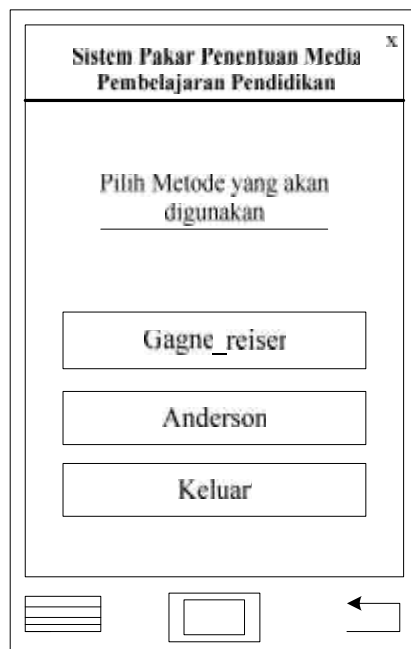 x
Sistem Pakar Penentuan Media
Pembelajaran Pendidikan
Pilih Metode yang akan
digunakan
Gagne_reiser
Anderson
Keluar